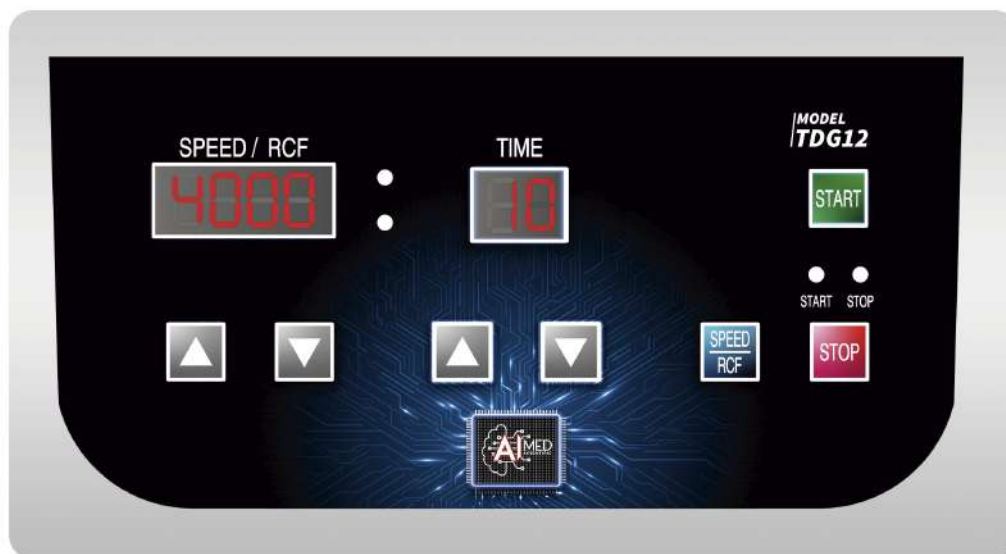 SPEED / RCF
TIME
MODEL
TDG12
4000
10
START
START STOP
SPEED
RCF
STOP
AI MED